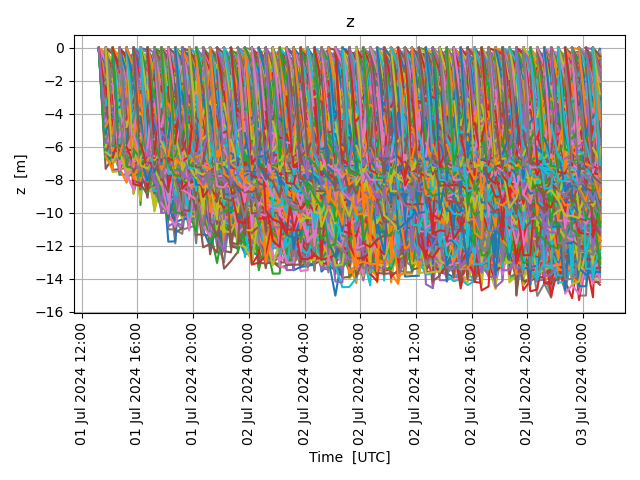 z
0
−2
−4
−6
−8
−10
−12
−14
−16
z [m]
01 Jul 2024 12:00
01 Jul 2024 16:00
01 Jul 2024 20:00
02 Jul 2024 00:00
02 Jul 2024 04:00
02 Jul 2024 08:00
02 Jul 2024 12:00
02 Jul 2024 16:00
02 Jul 2024 20:00
03 Jul 2024 00:00
Time [UTC]